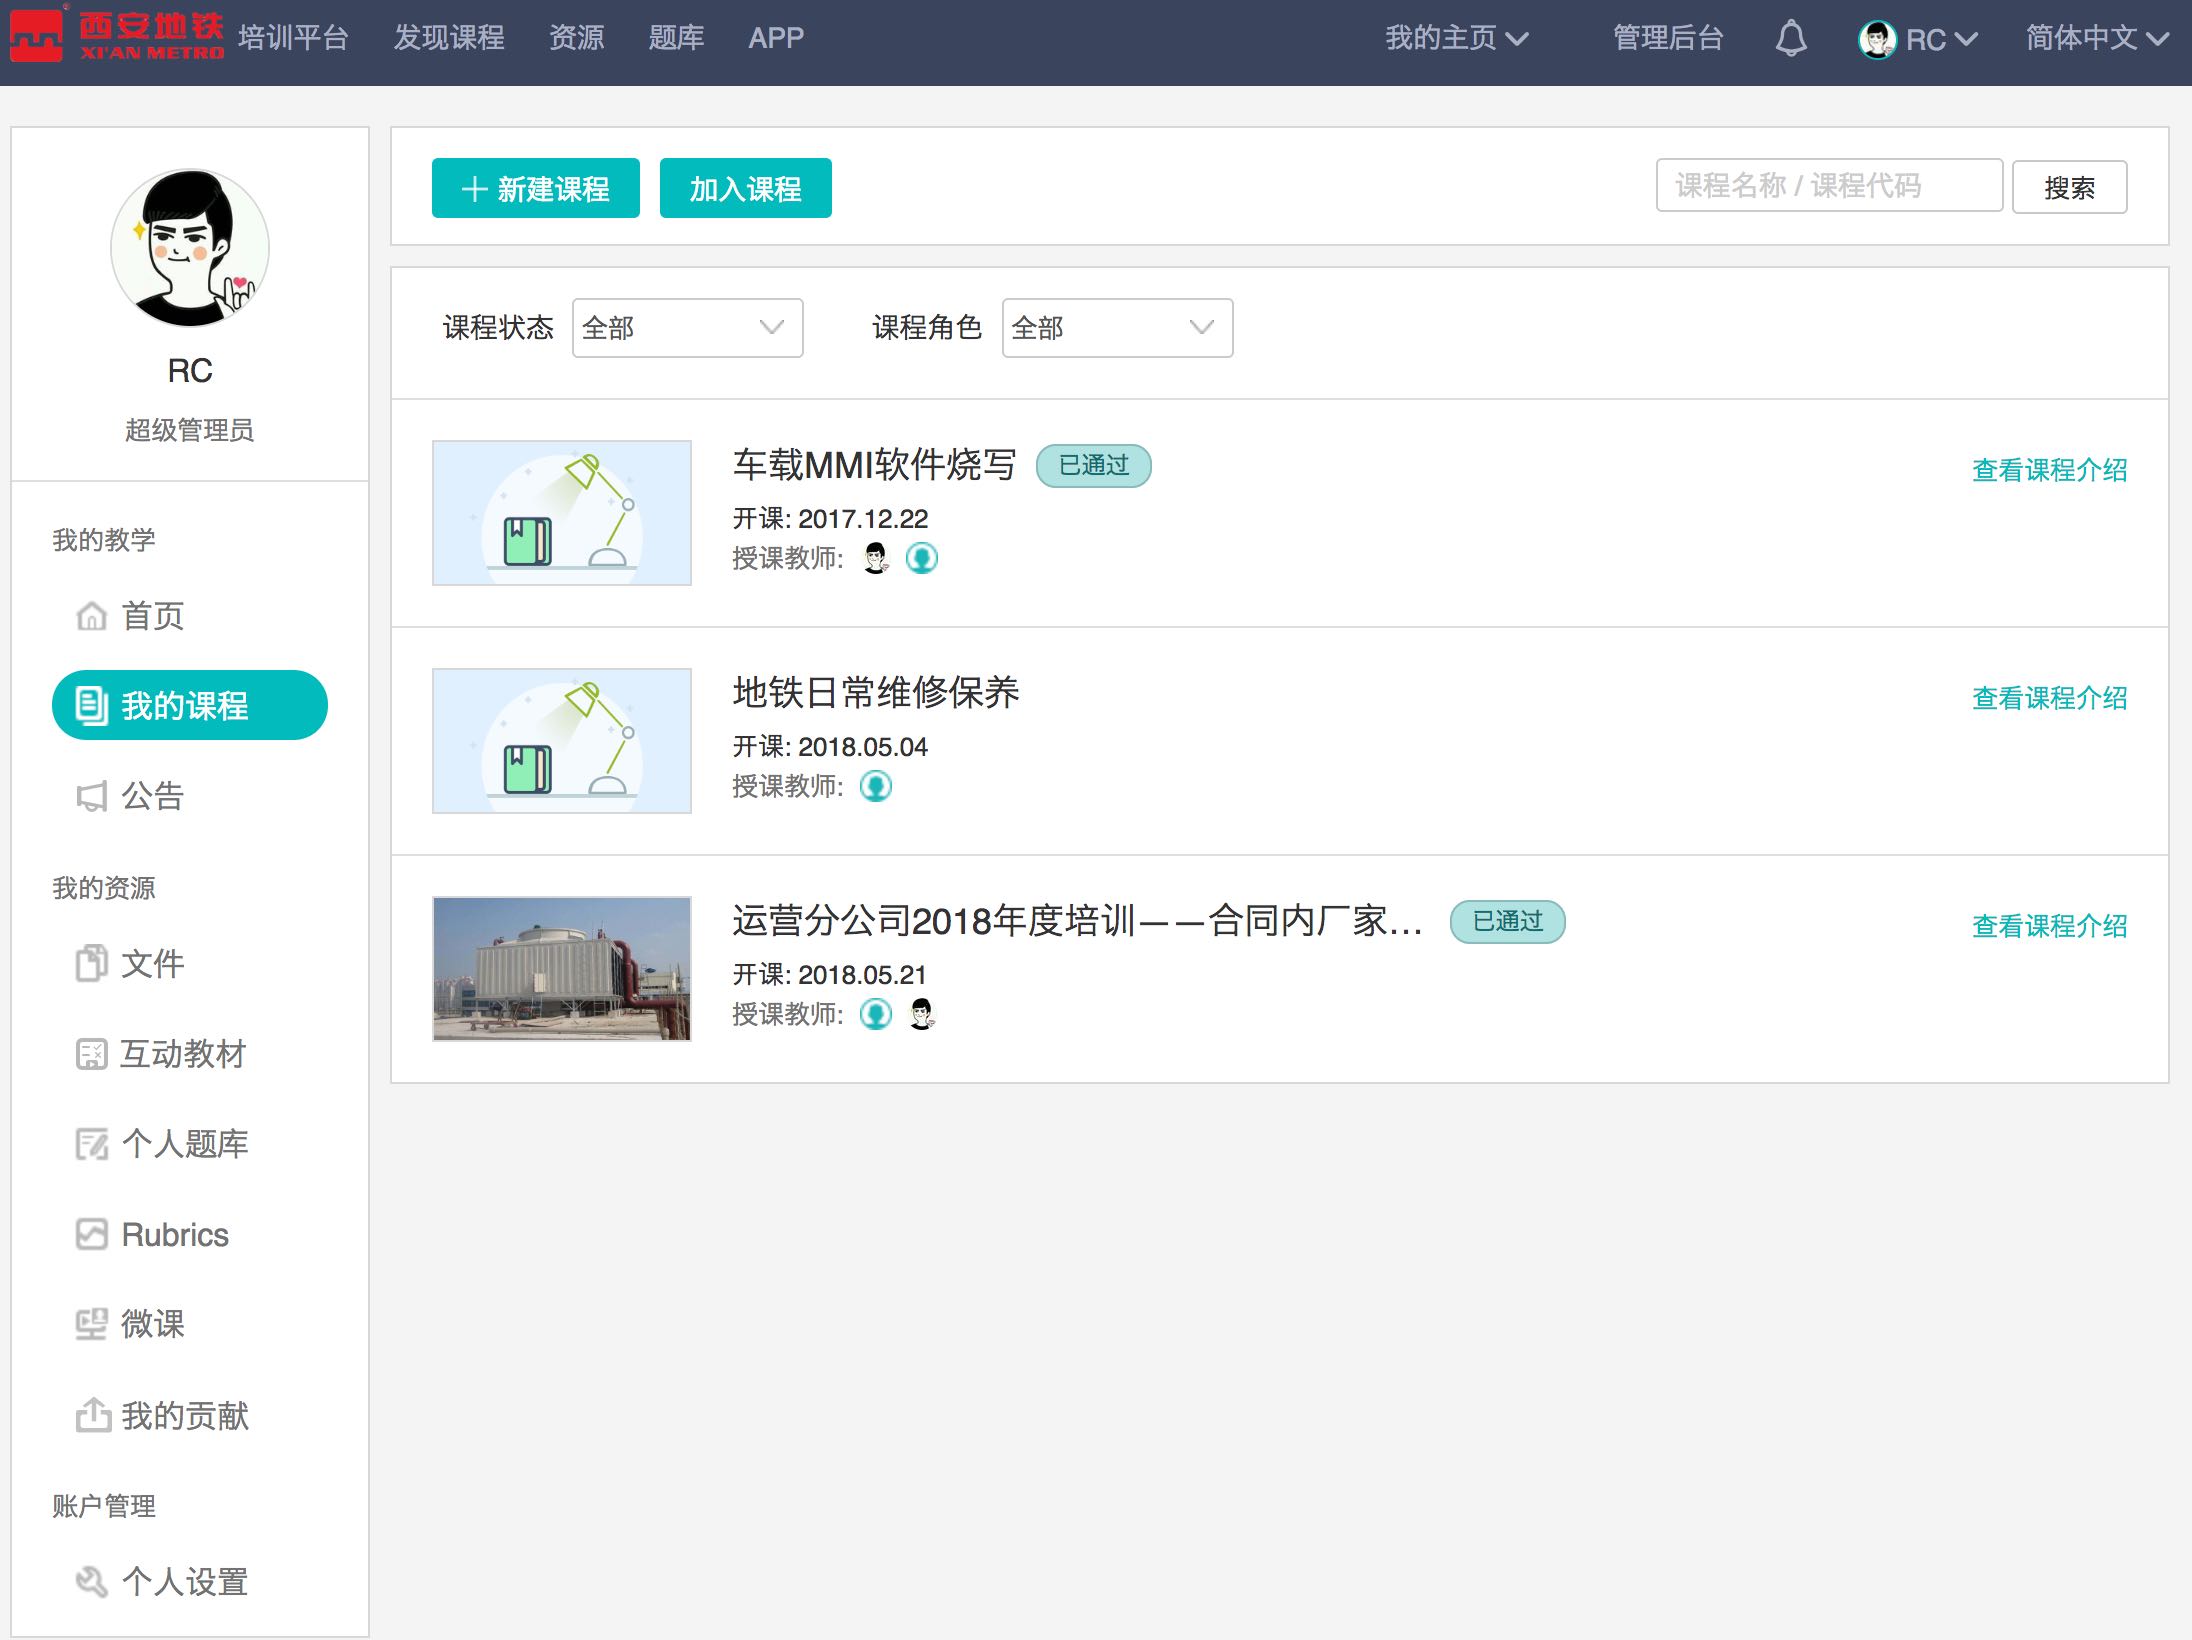 西安地铁
XI'AN METRO
培训平台 发现课程 资源 题库 APP 我的主页 管理后台 RC 简体中文
RC
超级管理员
我的教学
首页
我的课程
公告
我的资源
文件
互动教材
个人题库
Rubrics
微课
我的贡献
账户管理
个人设置
新建课程 加入课程 课程名称 / 课程代码 搜索
课程状态 全部 课程角色 全部
车载MMI软件烧写 已通过 查看课程介绍
开课: 2017.12.22
授课教师:
地铁日常维修保养 查看课程介绍
开课: 2018.05.04
授课教师:
运营分公司2018年度培训——合同内厂家... 已通过 查看课程介绍
开课: 2018.05.21
授课教师: